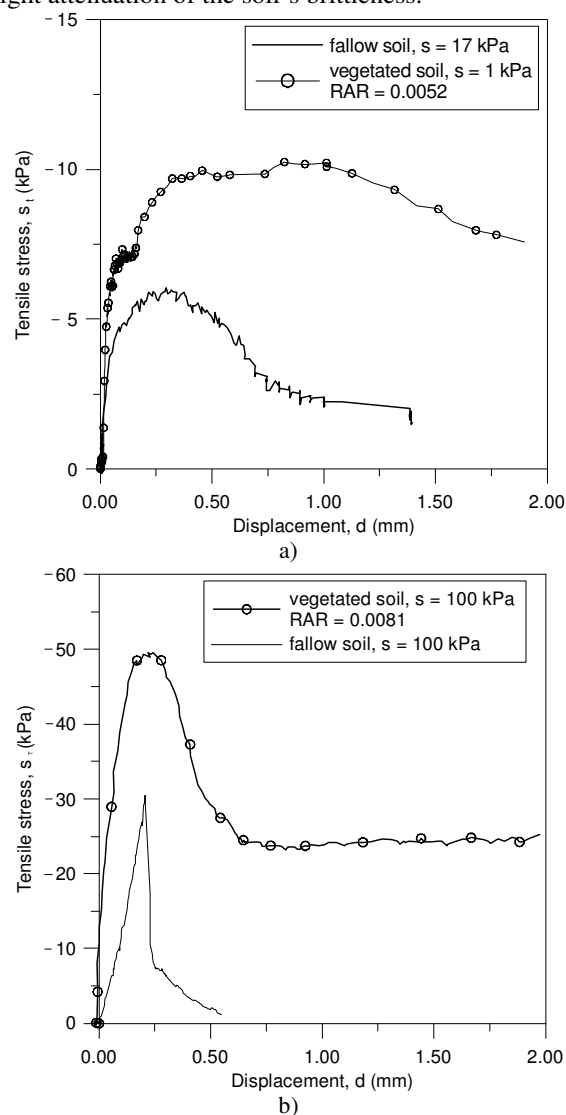 ight attenuation of the soil's brittleness.
−15
−10
−5
0
Tensile stress, s t (kPa)
fallow soil, s = 17 kPa
vegetated soil, s = 1 kPa
RAR = 0.0052
0.00 0.50 1.00 1.50 2.00
Displacement, d (mm)
a)
−60
−50
−40
−30
−20
−10
0
Tensile stress, s τ (kPa)
vegetated soil, s = 100 kPa
RAR = 0.0081
fallow soil, s = 100 kPa
0.00 0.50 1.00 1.50 2.00
Displacement, d (mm)
b)